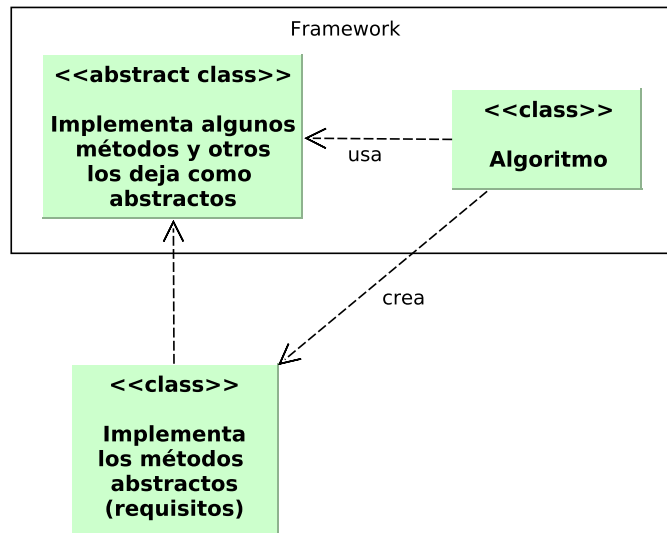 Framework
<<abstract class>>
Implementa algunos
métodos y otros
los deja como
abstractos
usa
<<class>>
Algoritmo
crea
<<class>>
Implementa
los métodos
abstractos
(requisitos)